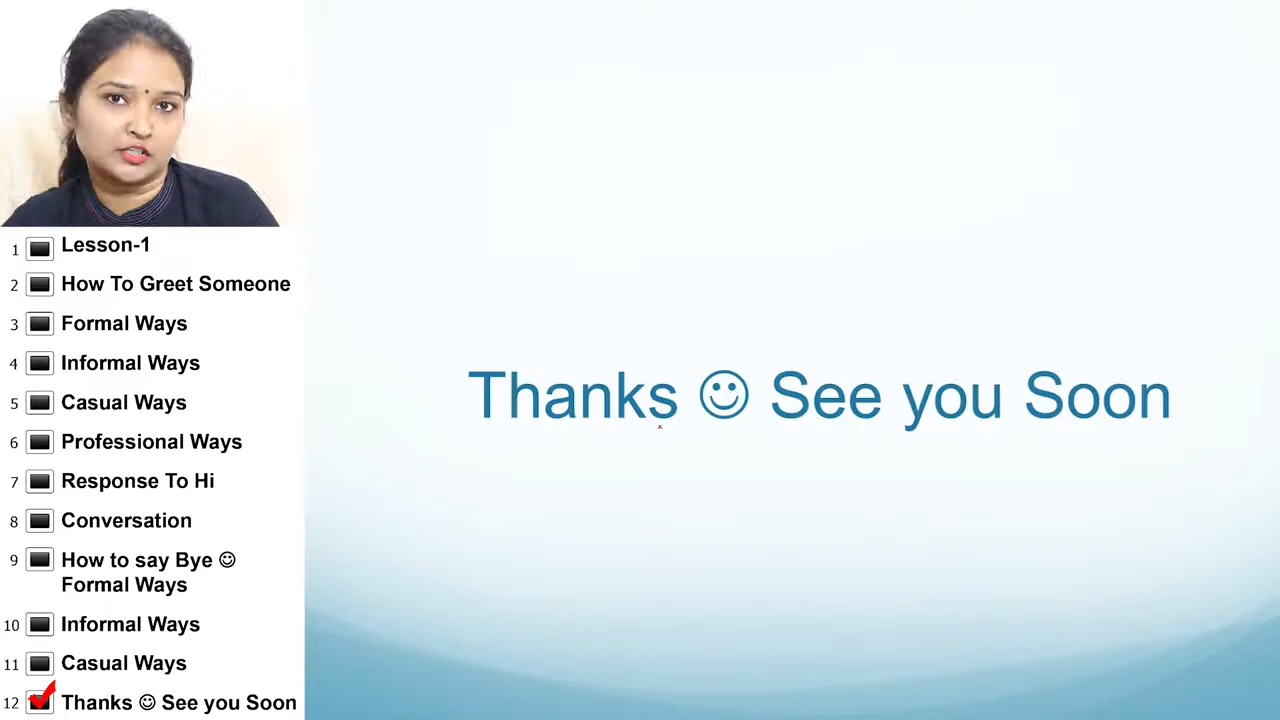 1 Lesson-1
2 How To Greet Someone
3 Formal Ways
4 Informal Ways
5 Casual Ways
6 Professional Ways
7 Response To Hi
8 Conversation
9 How to say Bye ☺
Formal Ways
10 Informal Ways
11 Casual Ways
12 Thanks ☺ See you Soon
Thanks ☺ See you Soon